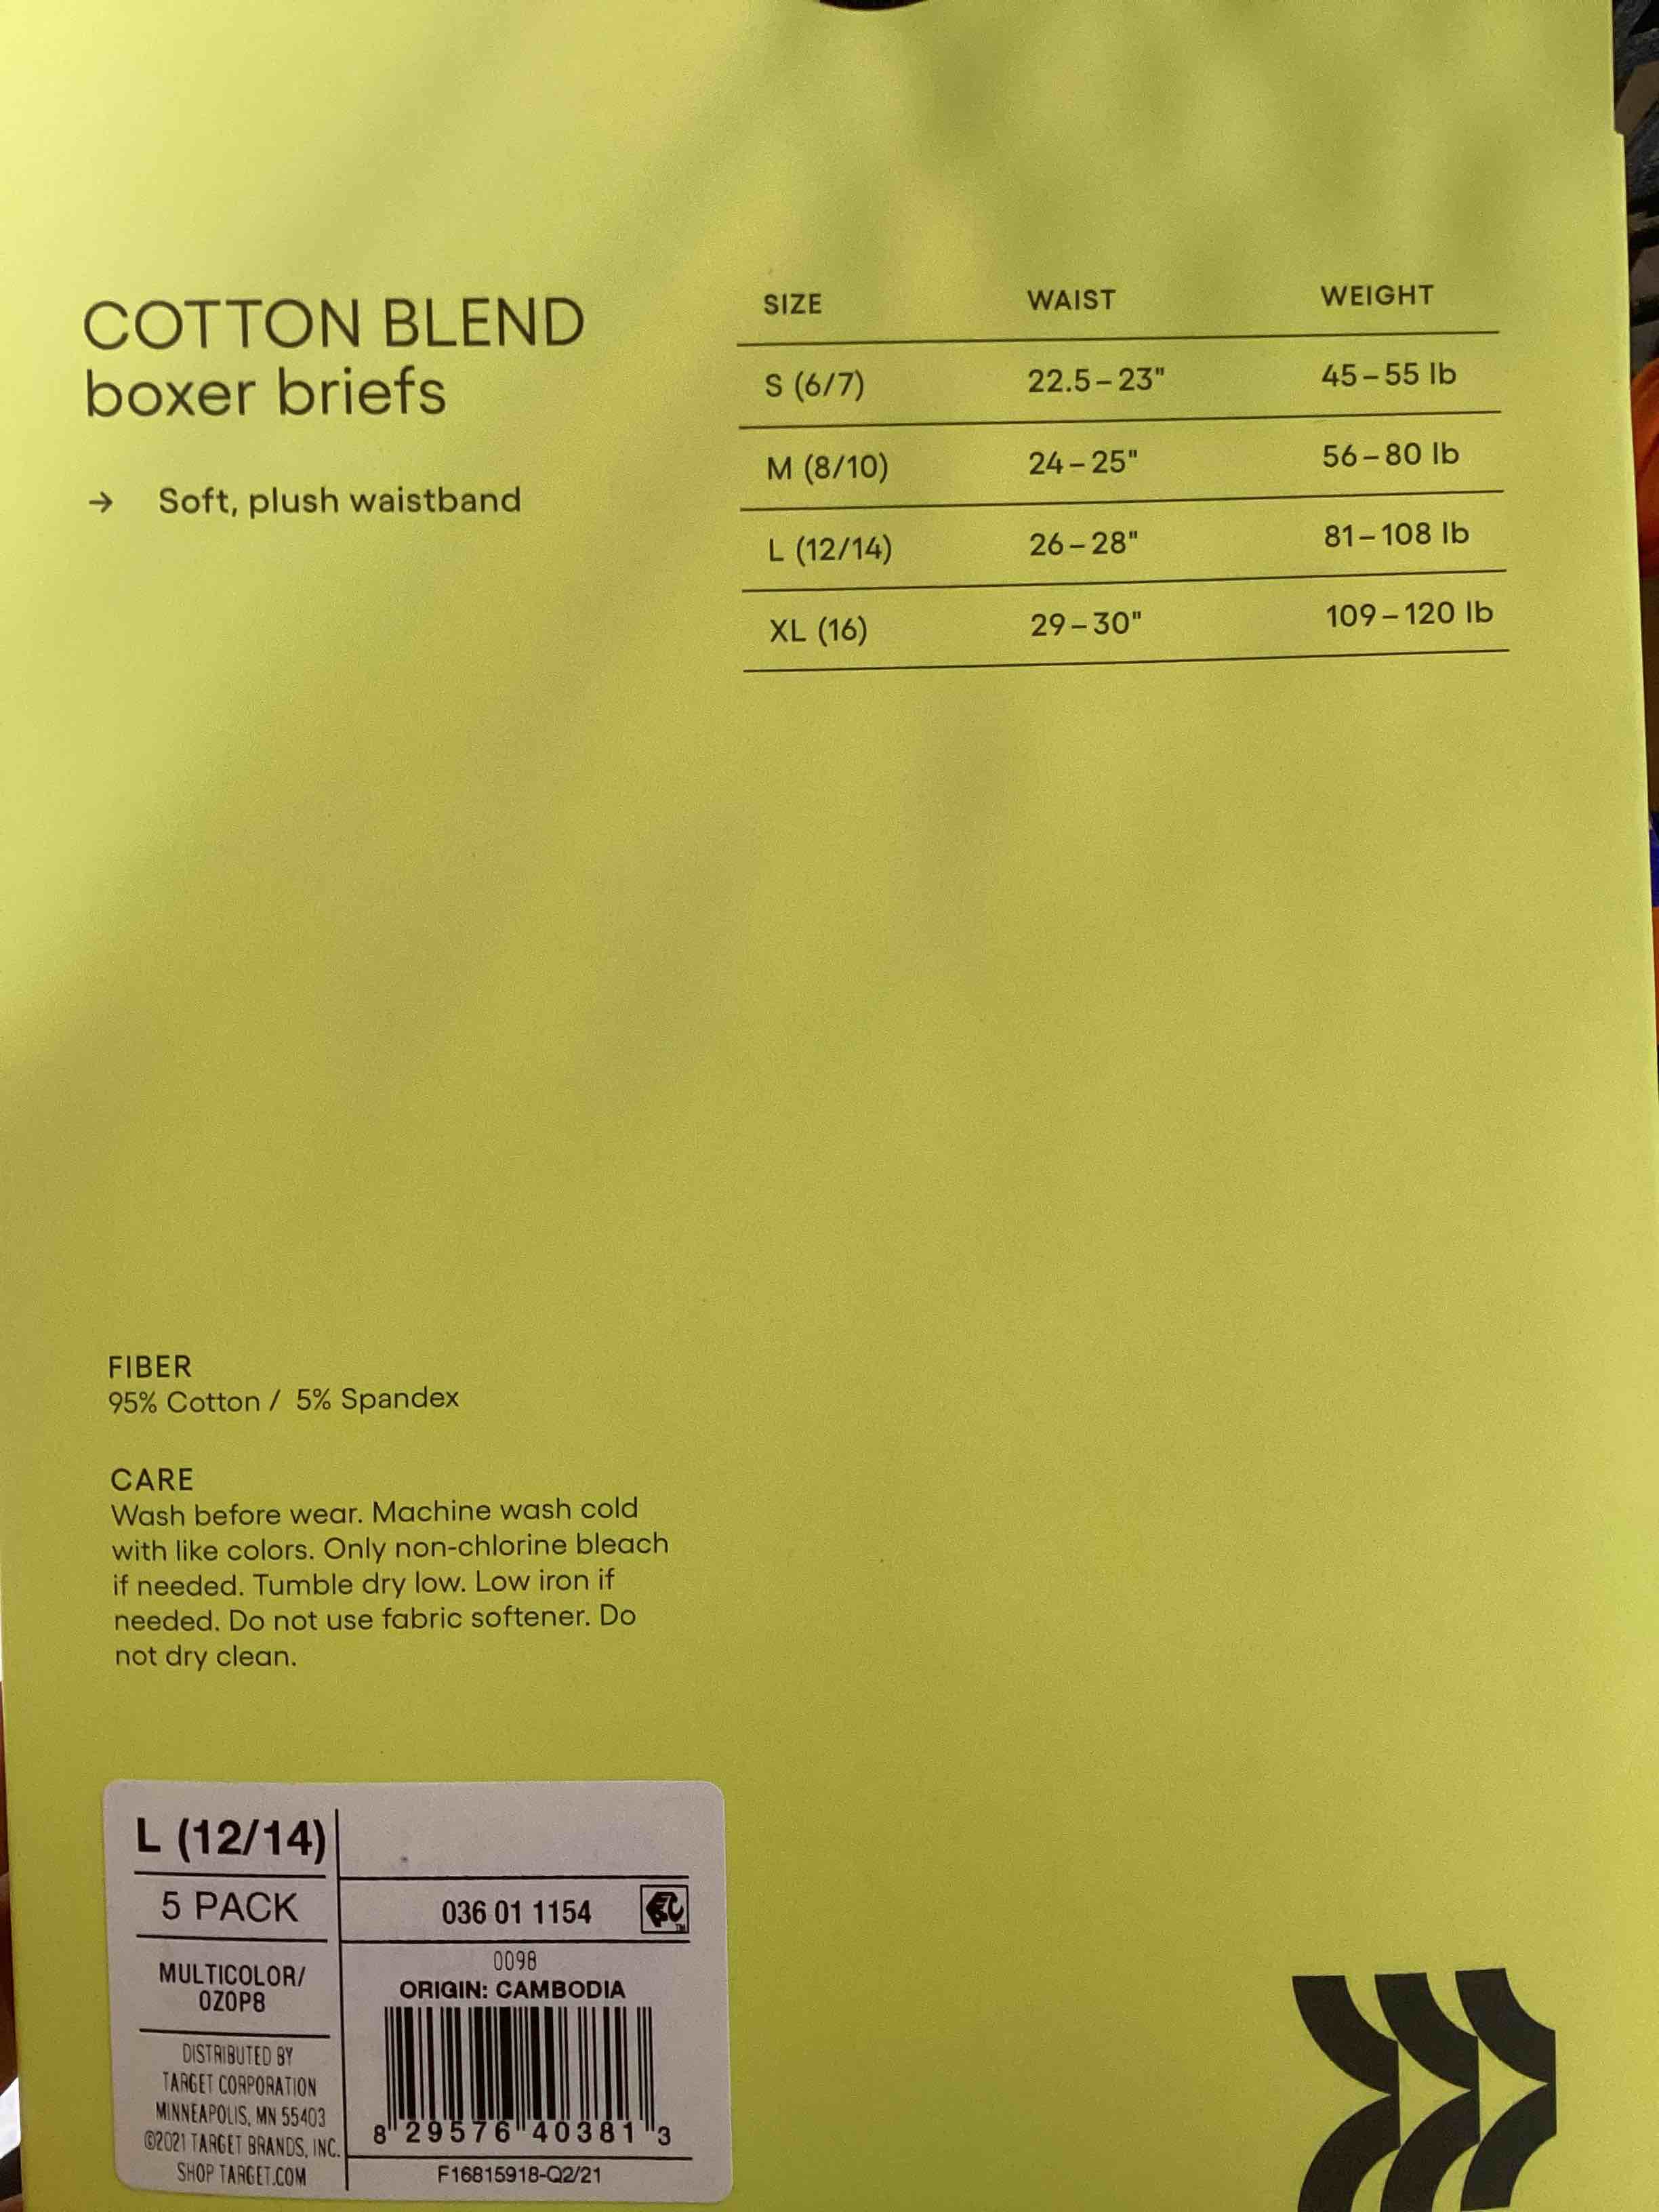 COTTON BLEND
boxer briefs
→ Soft, plush waistband
SIZE WAIST WEIGHT
S (6/7) 22.5–23" 45–55 lb
M (8/10) 24–25" 56–80 lb
L (12/14) 26–28" 81–108 lb
XL (16) 29–30" 109–120 lb
FIBER
95% Cotton / 5% Spandex
CARE
Wash before wear. Machine wash cold
with like colors. Only non-chlorine bleach
if needed. Tumble dry low. Low iron if
needed. Do not use fabric softener. Do
not dry clean.
L (12/14)
5 PACK
MULTICOLOR/
0Z0P8
DISTRIBUTED BY
TARGET CORPORATION
MINNEAPOLIS, MN 55403
©2021 TARGET BRANDS, INC.
SHOP TARGET.COM
036 01 1154
TM
0098
ORIGIN: CAMBODIA
8 29576 40381 3
F16815918-Q2/21